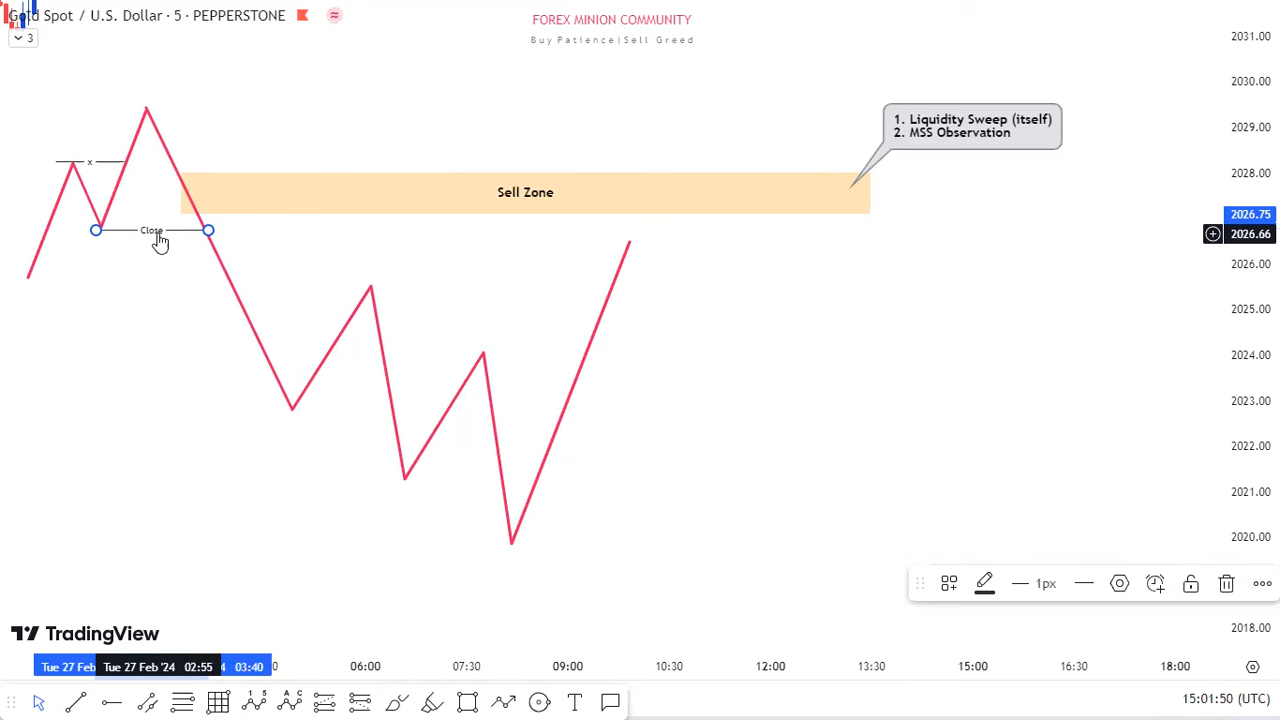 Gold Spot / U.S. Dollar · 5 · PEPPERSTONE
3
FOREX MINION COMMUNITY
Buy Patience|Sell Greed
2031.00
2030.00
1. Liquidity Sweep (itself)
2. MSS Observation
2029.00
x
2028.00
Sell Zone
2026.75
Close
2026.66
2026.00
2025.00
2024.00
2023.00
2022.00
2021.00
2020.00
1px
2018.00
TradingView
Tue 27 Feb Tue 27 Feb '24 02:55 4 03:40 0 06:00 07:30 09:00 10:30 12:00 13:30 15:00 16:30 18:00
15:01:50 (UTC)